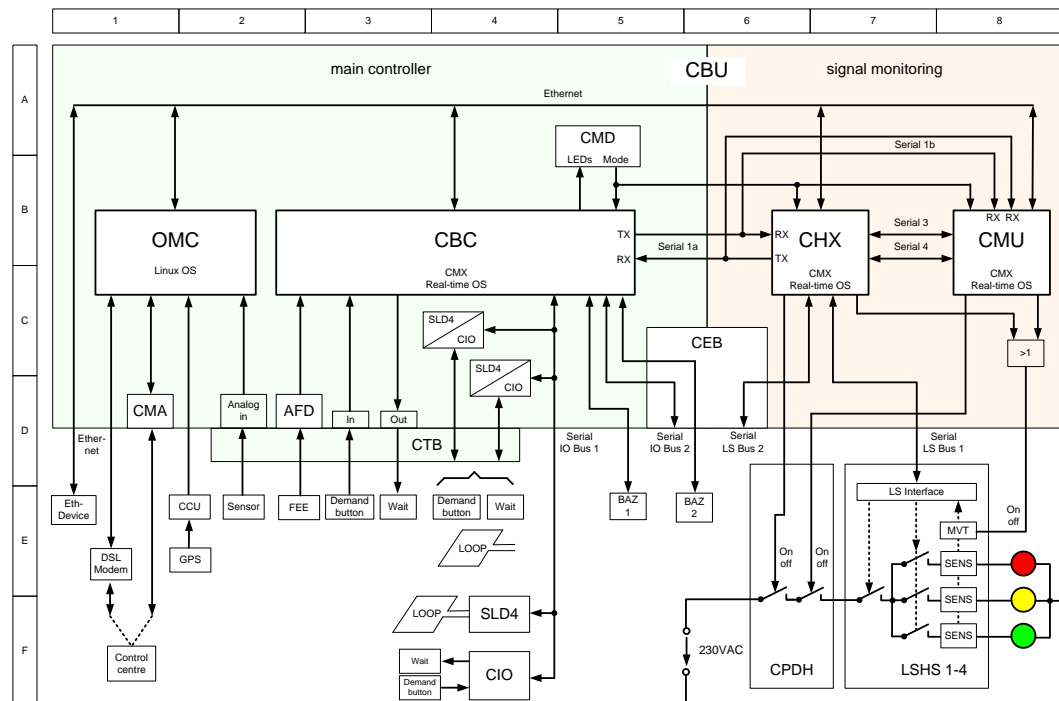 1 2 3 4 5 6 7 8
A
B
C
D
E
F
main controller
CBU
signal monitoring
Ethernet
CMD
LEDs Mode
Serial 1b
OMC
Linux OS
CBC
CMX
Real-time OS
TX
RX
Serial 1a
RX
TX
CHX
CMX
Real-time OS
Serial 3
Serial 4
RX RX
CMU
CMX
Real-time OS
SLD4
CIO
SLD4
CIO
CEB
>1
CMA
Analog
in
AFD
In
Out
CTB
Ether-
net
Serial
IO Bus 1
Serial
IO Bus 2
Serial
LS Bus 2
Serial
LS Bus 1
Eth-
Device
CCU
Sensor
FEE
Demand
button
Wait
Demand
button
Wait
BAZ
1
BAZ
2
LS Interface
On
off
MVT
DSL
Modem
GPS
LOOP
On
off
On
off
SENS
SENS
SENS
LOOP
SLD4
Control
centre
Wait
Demand
button
CIO
230VAC
CPDH
LSHS 1-4